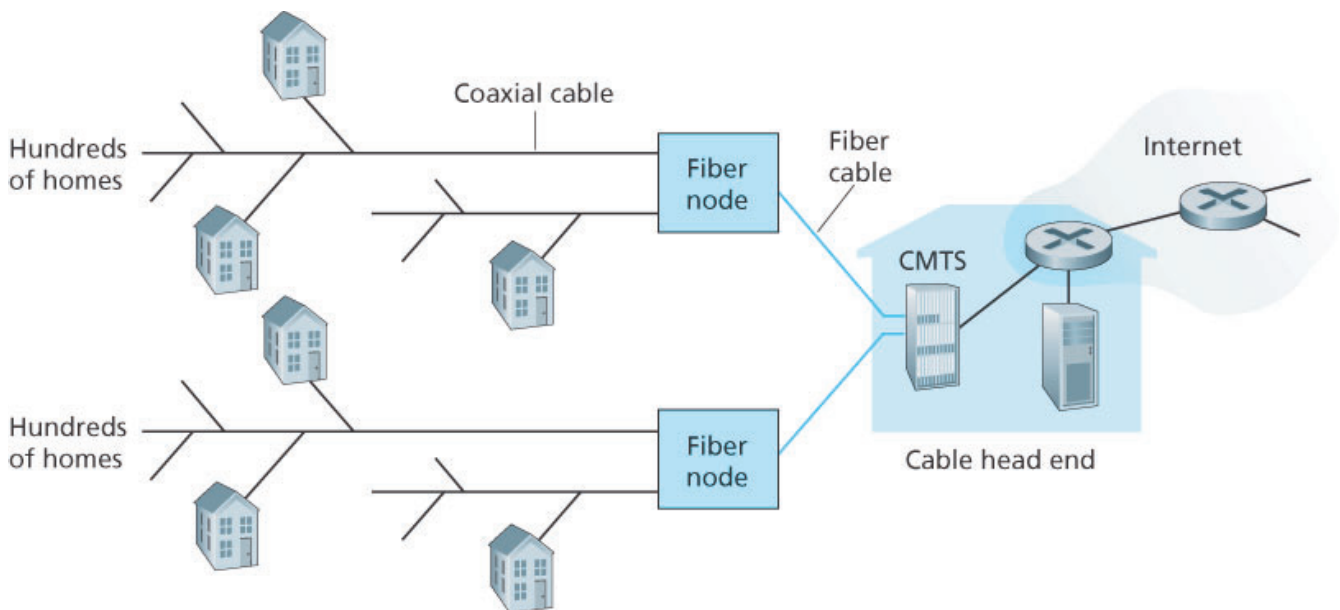 Coaxial cable
Hundreds
of homes
Fiber
node
Fiber
cable
Internet
CMTS
Hundreds
of homes
Fiber
node
Cable head end